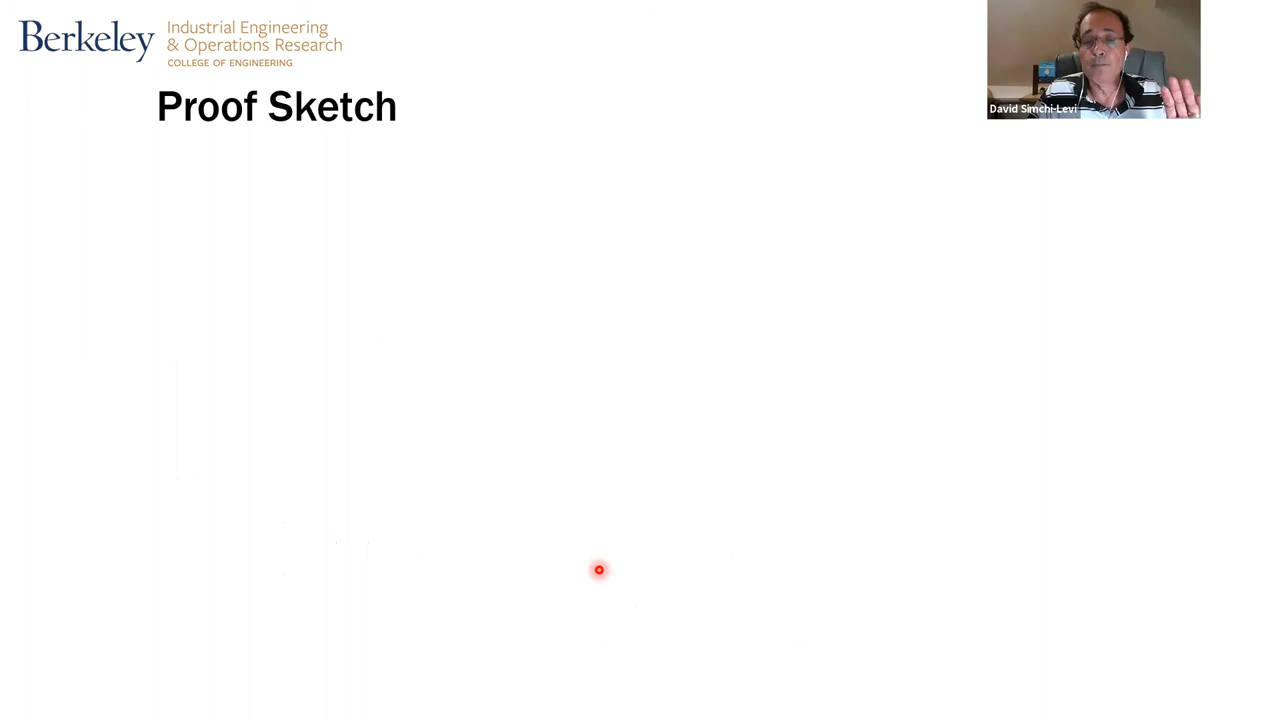 Berkeley
Industrial Engineering
& Operations Research
COLLEGE OF ENGINEERING
Proof Sketch
David Simchi-Levi